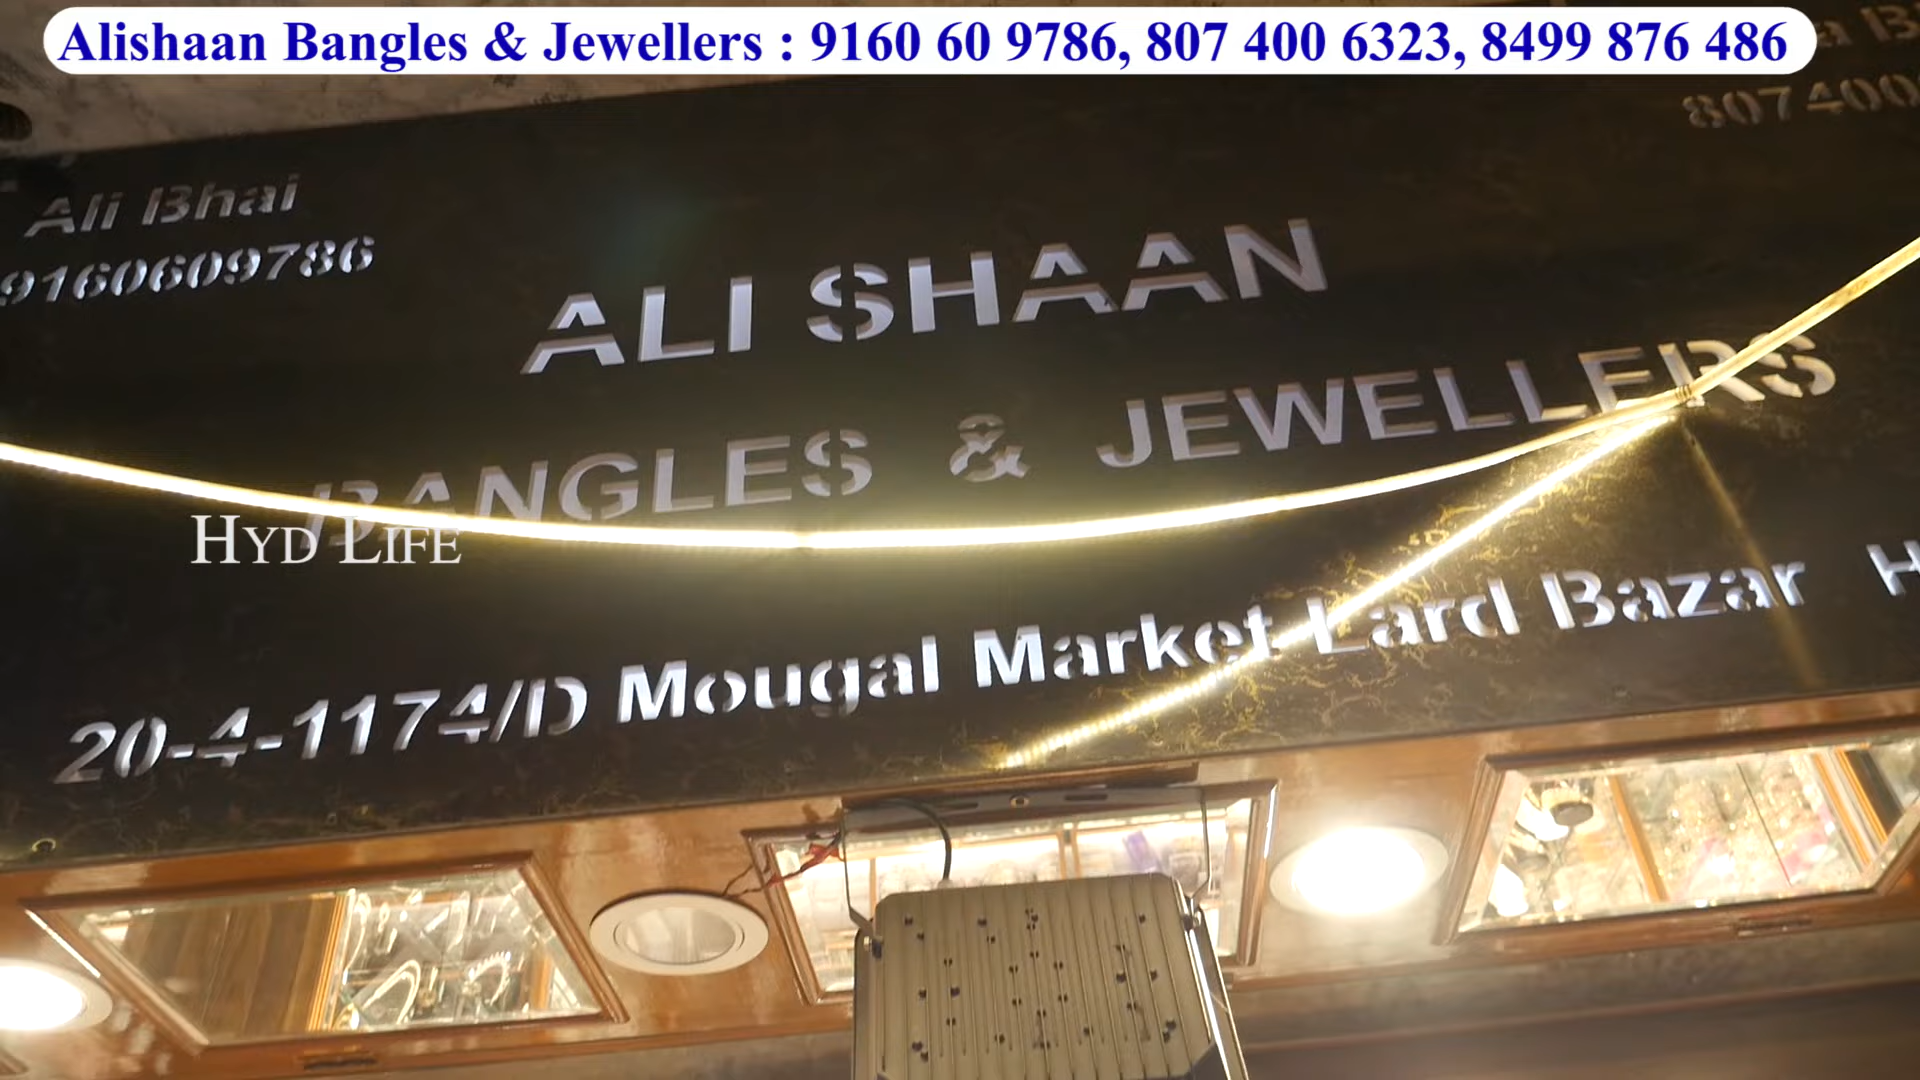 Alishaan Bangles & Jewellers : 9160 60 9786, 807 400 6323, 8499 876 486
Ali Bhai
9160609786
807400
ALI SHAAN
BANGLES & JEWELLERS
HYD LIFE
20-4-1174/D Mougal Market Lard Bazar